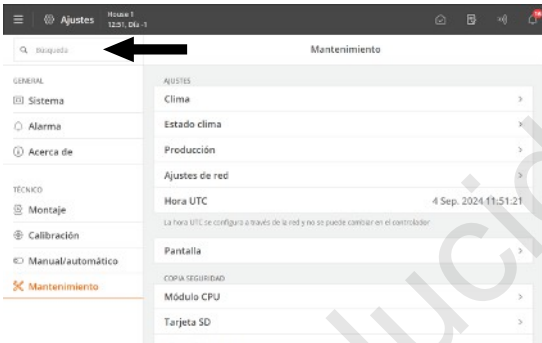 Ajustes
House 1
12:51, Día -1
Búsqueda
Mantenimiento
GENERAL
Sistema
Alarma
Acerca de
TÉCNICO
Montaje
Calibración
Manual/automático
Mantenimiento
AJUSTES
Clima
Estado clima
Producción
Ajustes de red
Hora UTC 4 Sep. 2024 11:51:21
La hora UTC se configura a través de la red y no se puede cambiar en el controlador
Pantalla
COPIA SEGURIDAD
Módulo CPU
Tarjeta SD